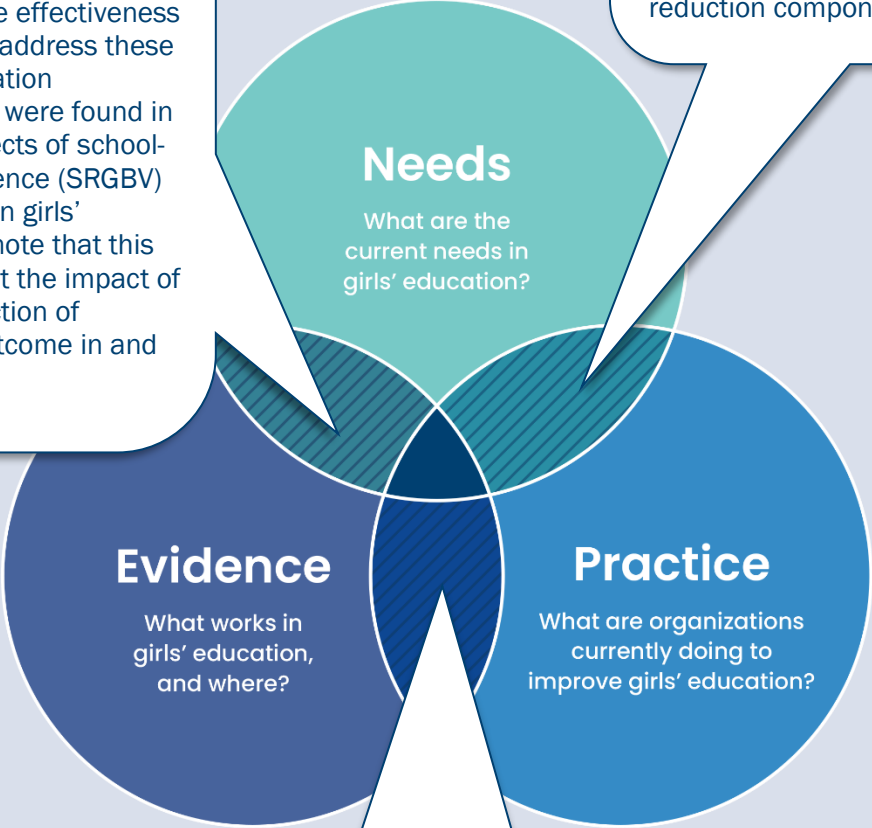 e effectiveness
address these
ation
were found in
ects of school-
ence (SRGBV)
n girls’
note that this
t the impact of
ction of
tcome in and
reduction compon
Needs
What are the
current needs in
girls’ education?
Evidence
What works in
girls’ education,
and where?
Practice
What are organizations
currently doing to
improve girls’ education?